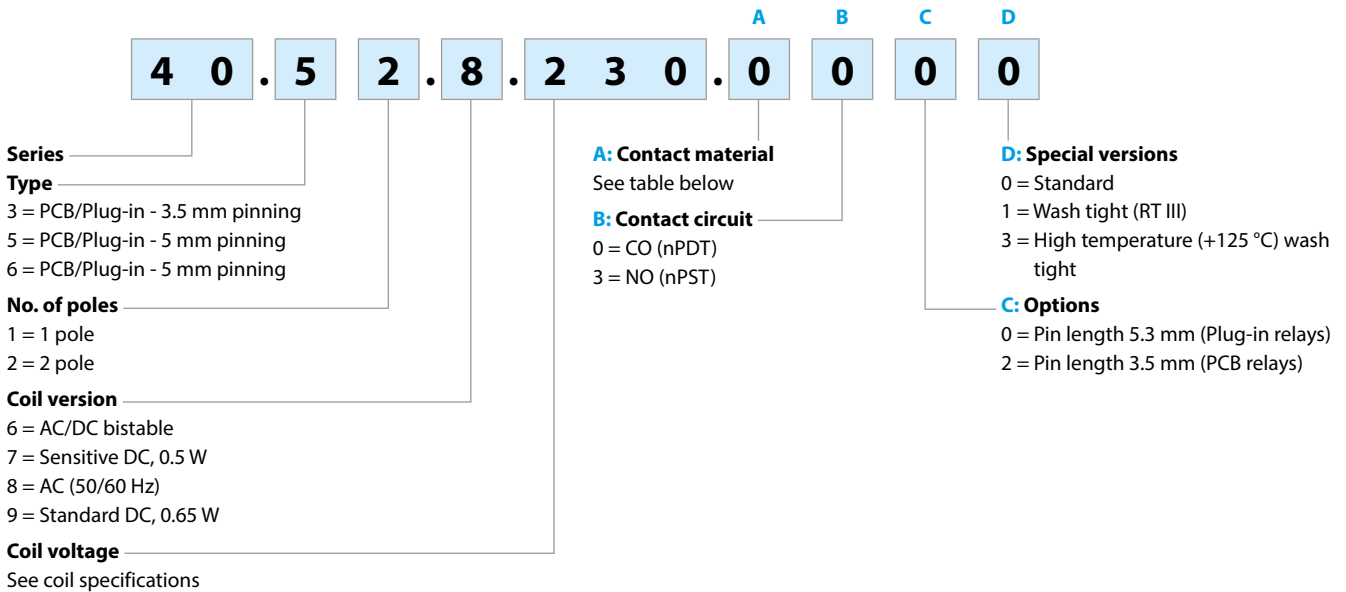 A B C D
4 0 . 5 2 . 8 . 2 3 0 . 0 0 0 0
Series
Type
3 = PCB/Plug-in - 3.5 mm pinning
5 = PCB/Plug-in - 5 mm pinning
6 = PCB/Plug-in - 5 mm pinning
No. of poles
1 = 1 pole
2 = 2 pole
Coil version
6 = AC/DC bistable
7 = Sensitive DC, 0.5 W
8 = AC (50/60 Hz)
9 = Standard DC, 0.65 W
Coil voltage
See coil specifications
A: Contact material
See table below
B: Contact circuit
0 = CO (nPDT)
3 = NO (nPST)
D: Special versions
0 = Standard
1 = Wash tight (RT III)
3 = High temperature (+125 °C) wash
tight
C: Options
0 = Pin length 5.3 mm (Plug-in relays)
2 = Pin length 3.5 mm (PCB relays)